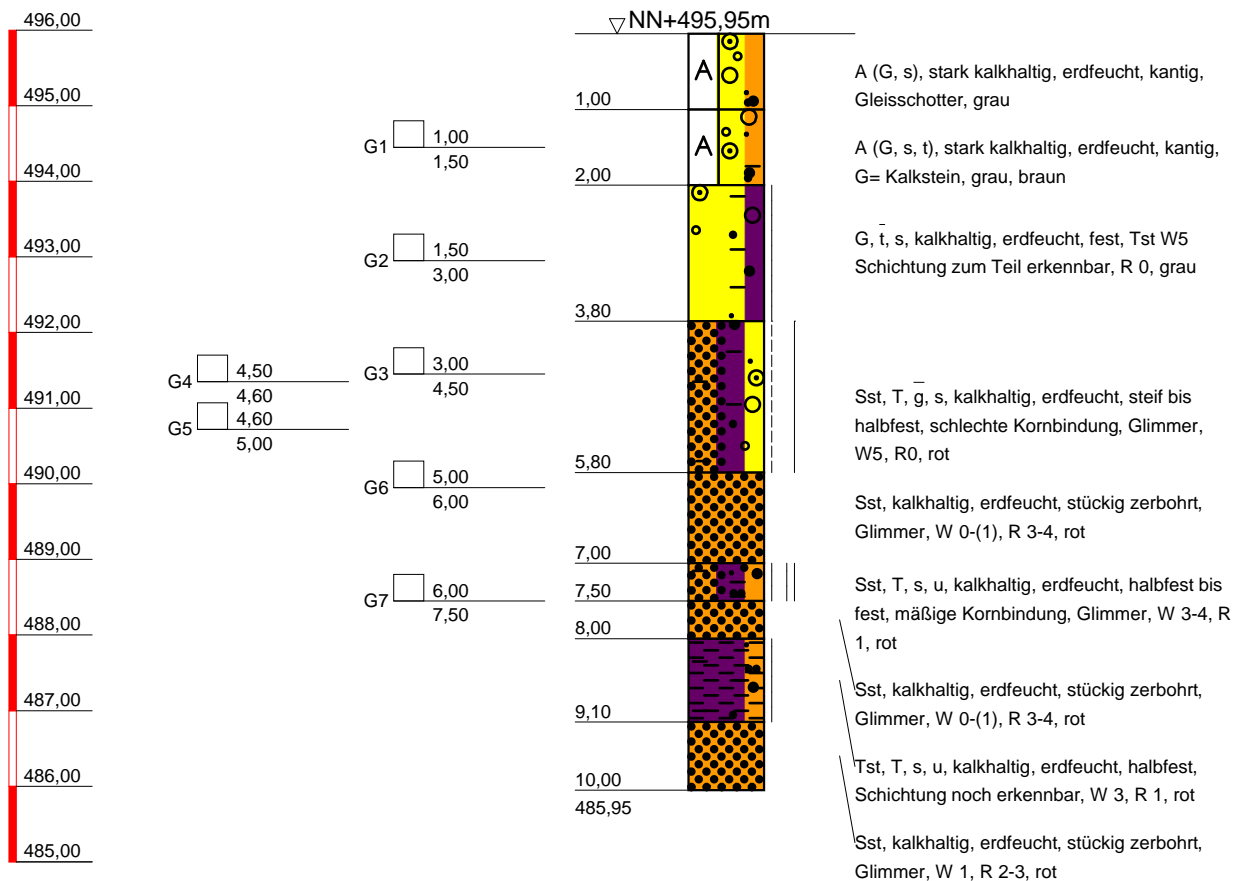 496,00
495,00
494,00
493,00
492,00
491,00
490,00
489,00
488,00
487,00
486,00
485,00
G4 4,50
4,60
G5 4,60
5,00
G1 1,00
1,50
G2 1,50
3,00
G3 3,00
4,50
G6 5,00
6,00
G7 6,00
7,50
▽ NN+495,95m
A
1,00
A
2,00
3,80
5,80
7,00
7,50
8,00
9,10
10,00
485,95
A (G, s), stark kalkhaltig, erdfeucht, kantig,
Gleisschotter, grau
A (G, s, t), stark kalkhaltig, erdfeucht, kantig,
G= Kalkstein, grau, braun
G, t̄, s, kalkhaltig, erdfeucht, fest, Tst W5
Schichtung zum Teil erkennbar, R 0, grau
Sst, T, ḡ, s, kalkhaltig, erdfeucht, steif bis
halbfest, schlechte Kornbindung, Glimmer,
W5, R0, rot
Sst, kalkhaltig, erdfeucht, stückig zerbohrt,
Glimmer, W 0-(1), R 3-4, rot
Sst, T, s, u, kalkhaltig, erdfeucht, halbfest bis
fest, mäßige Kornbindung, Glimmer, W 3-4, R
1, rot
Sst, kalkhaltig, erdfeucht, stückig zerbohrt,
Glimmer, W 0-(1), R 3-4, rot
Tst, T, s, u, kalkhaltig, erdfeucht, halbfest,
Schichtung noch erkennbar, W 3, R 1, rot
Sst, kalkhaltig, erdfeucht, stückig zerbohrt,
Glimmer, W 1, R 2-3, rot